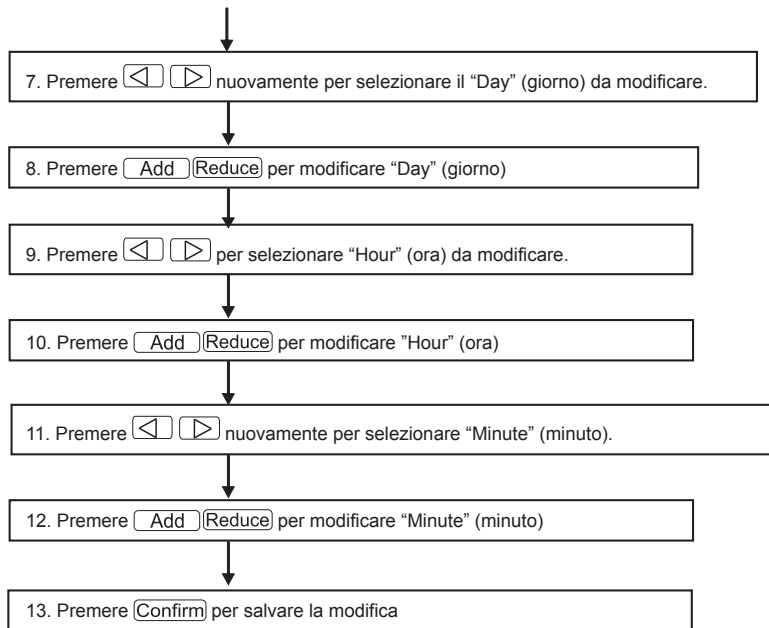 7. Premere ◁ ▷ nuovamente per selezionare il “Day” (giorno) da modificare.
8. Premere Add Reduce per modificare “Day” (giorno)
9. Premere ◁ ▷ per selezionare “Hour” (ora) da modificare.
10. Premere Add Reduce per modificare "Hour" (ora)
11. Premere ◁ ▷ nuovamente per selezionare “Minute” (minuto).
12. Premere Add Reduce per modificare “Minute” (minuto)
13. Premere Confirm per salvare la modifica